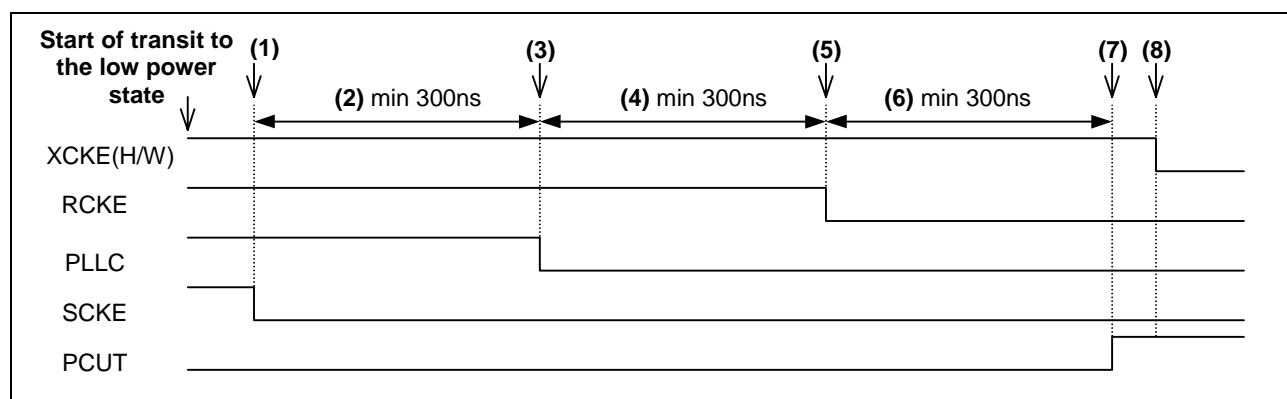 Start of transit to
the low power
state
(1)
(3)
(5)
(7)
(8)
(2) min 300ns
(4) min 300ns
(6) min 300ns
XCKE(H/W)
RCKE
PLLC
SCKE
PCUT